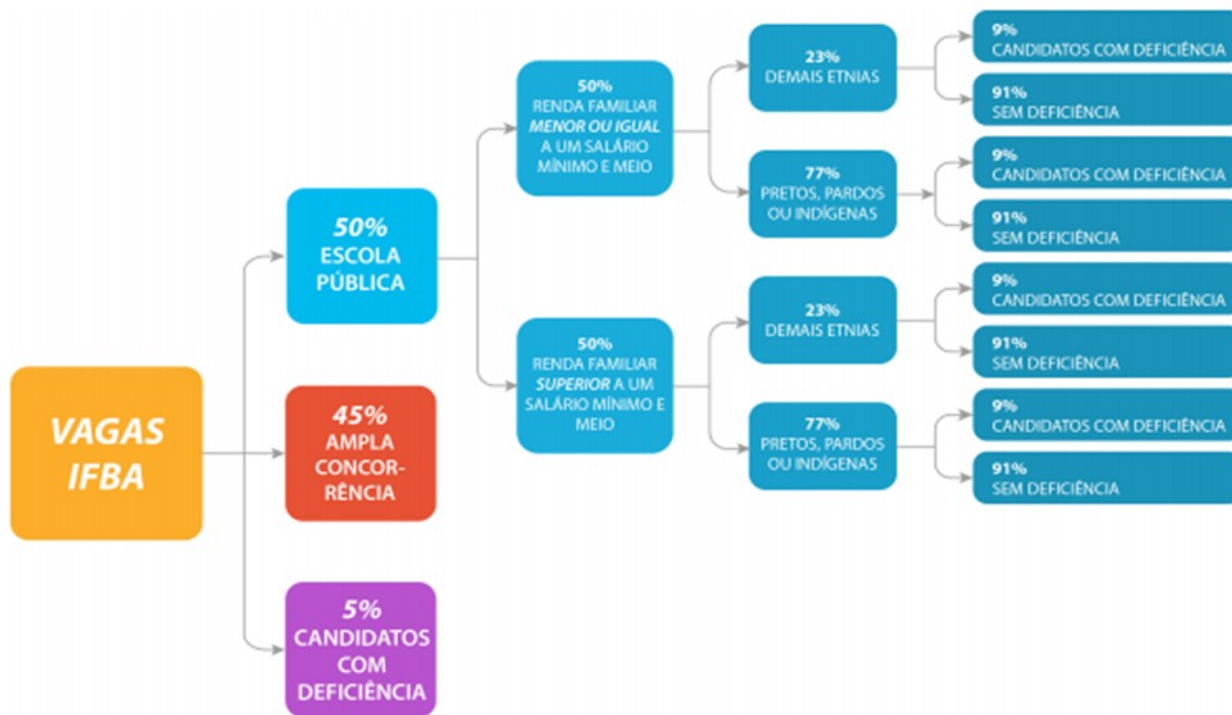 VAGAS
IFBA
50%
ESCOLA
PÚBLICA
45%
AMPLA
CONCOR-
RÊNCIA
5%
CANDIDATOS
COM
DEFICIÊNCIA
50%
RENDA FAMILIAR
MENOR OU IGUAL
A UM SALÁRIO
MÍNIMO E MEIO
50%
RENDA FAMILIAR
SUPERIOR A UM
SALÁRIO MÍNIMO E
MEIO
23%
DEMAIS ETNIAS
77%
PRETOS, PARDOS
OU INDÍGENAS
23%
DEMAIS ETNIAS
77%
PRETOS, PARDOS
OU INDÍGENAS
9%
CANDIDATOS COM DEFICIÊNCIA
91%
SEM DEFICIÊNCIA
9%
CANDIDATOS COM DEFICIÊNCIA
91%
SEM DEFICIÊNCIA
9%
CANDIDATOS COM DEFICIÊNCIA
91%
SEM DEFICIÊNCIA
9%
CANDIDATOS COM DEFICIÊNCIA
91%
SEM DEFICIÊNCIA